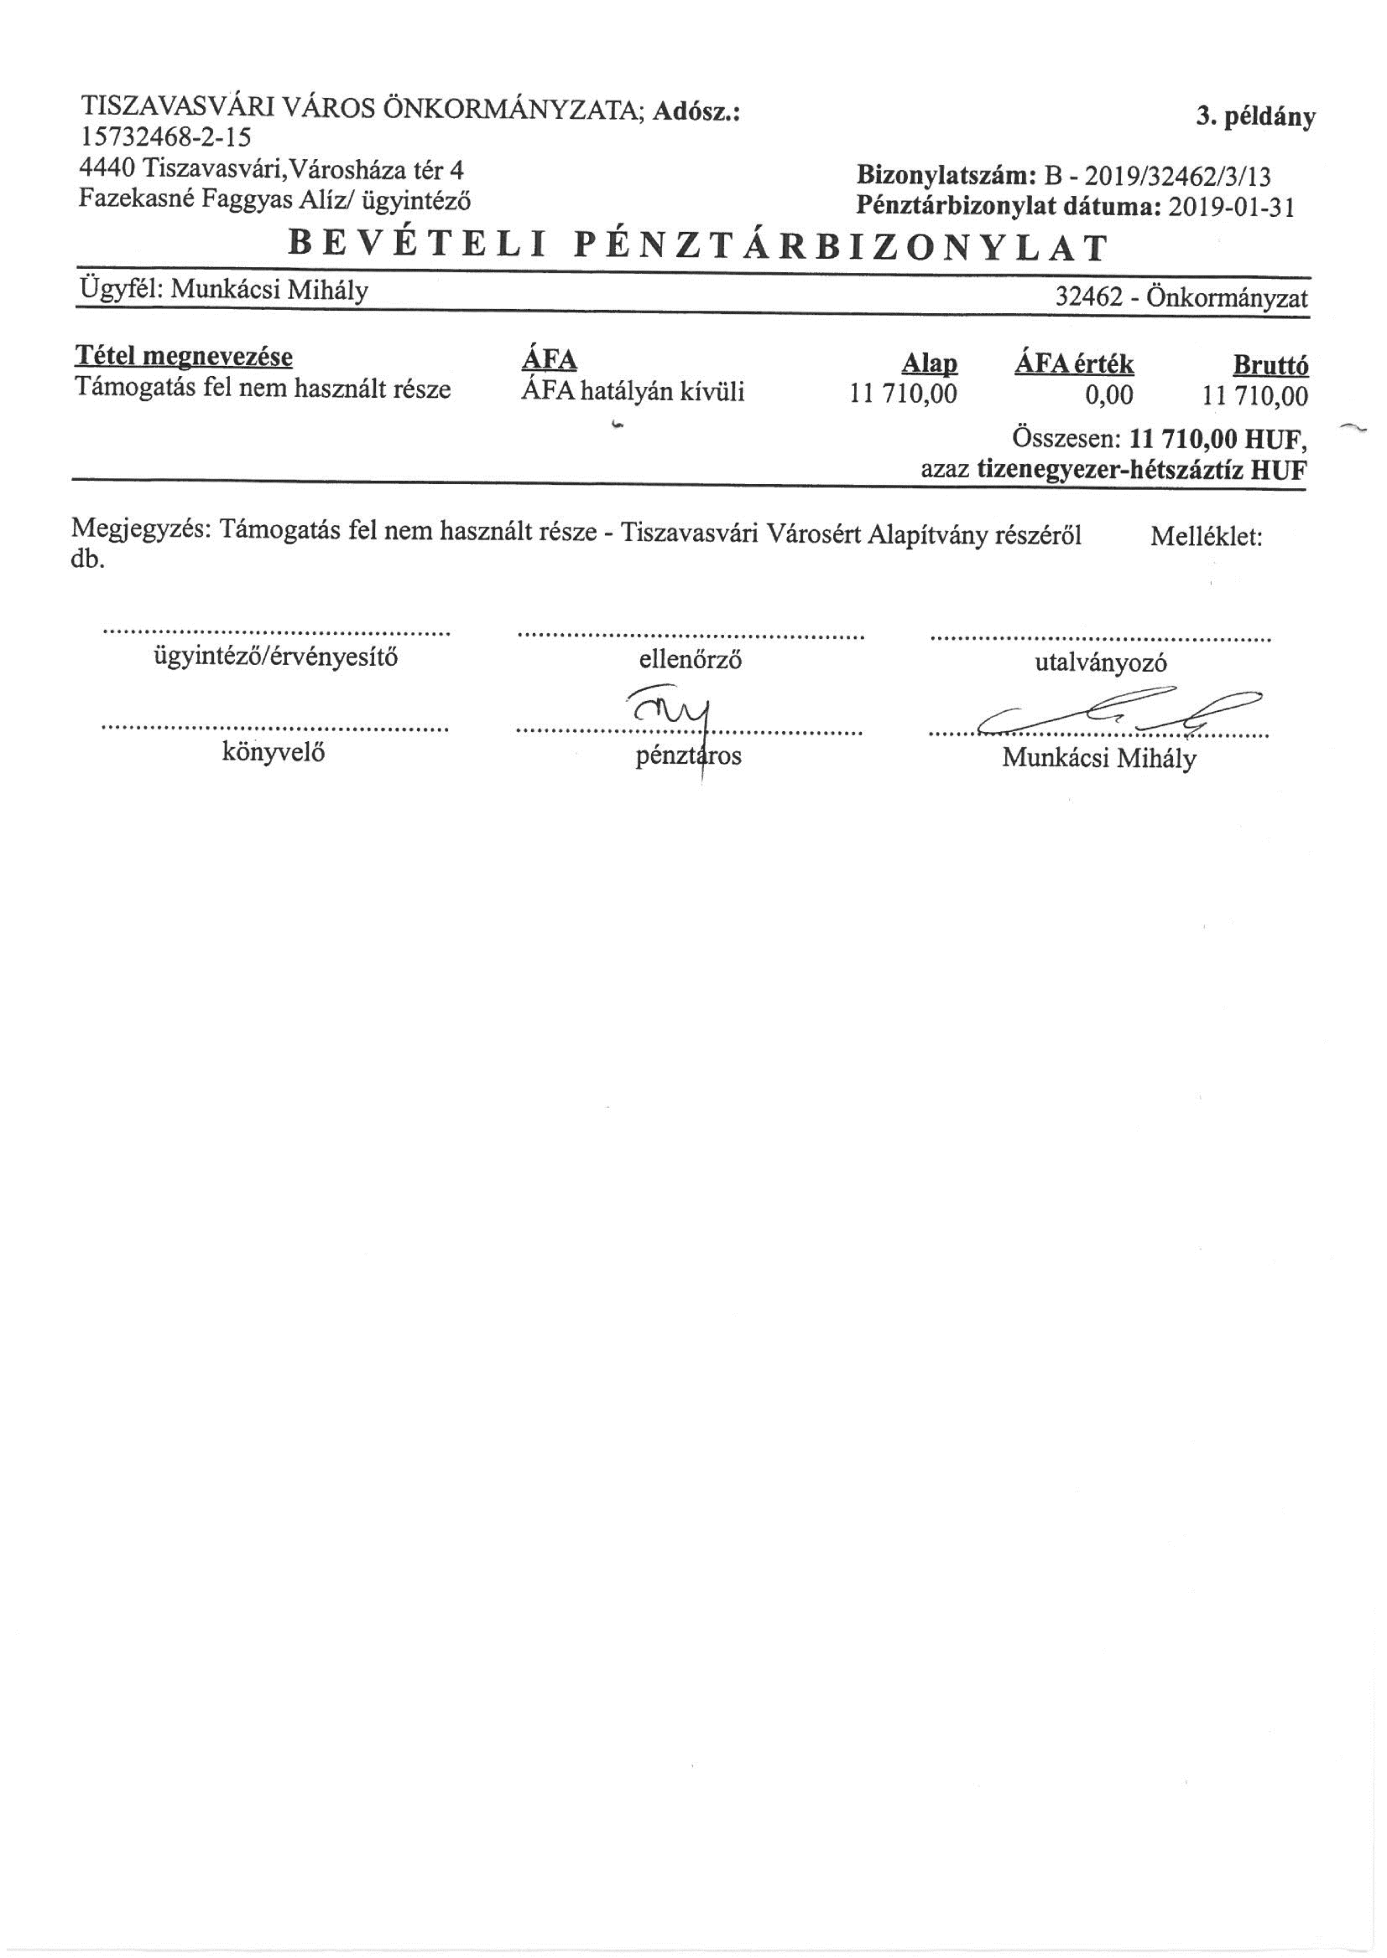 TISZAVASVÁRI VÁROS ÖNKORMÁNYZATA; Adósz.:
15732468-2-15
4440 Tiszavasvári,Városháza tér 4
Fazekasné Faggyas Alíz/ ügyintéző
3. példány
Bizonylatszám: B - 2019/32462/3/13
Pénztárbizonylat dátuma: 2019-01-31
BEVÉTELI PÉNZTÁRBIZONYLAT
Ügyfél: Munkácsi Mihály 32462 - Önkormányzat
Tétel megnevezése ÁFA Alap ÁFA érték Bruttó
Támogatás fel nem használt része ÁFA hatályán kívüli 11 710,00 0,00 11 710,00
Összesen: 11 710,00 HUF,
azaz tizenegyezer-hétszáztíz HUF
Megjegyzés: Támogatás fel nem használt része - Tiszavasvári Városért Alapítvány részéről Melléklet:
db.
ügyintéző/érvényesítő ellenőrző utalványozó
könyvelő pénztáros Munkácsi Mihály